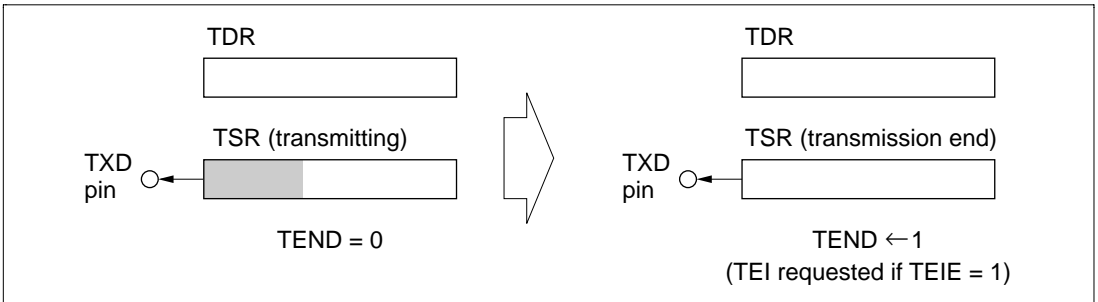 TDR
TSR (transmitting)
TXD
pin
TEND = 0
TDR
TSR (transmission end)
TXD
pin
TEND ←1
(TEI requested if TEIE = 1)